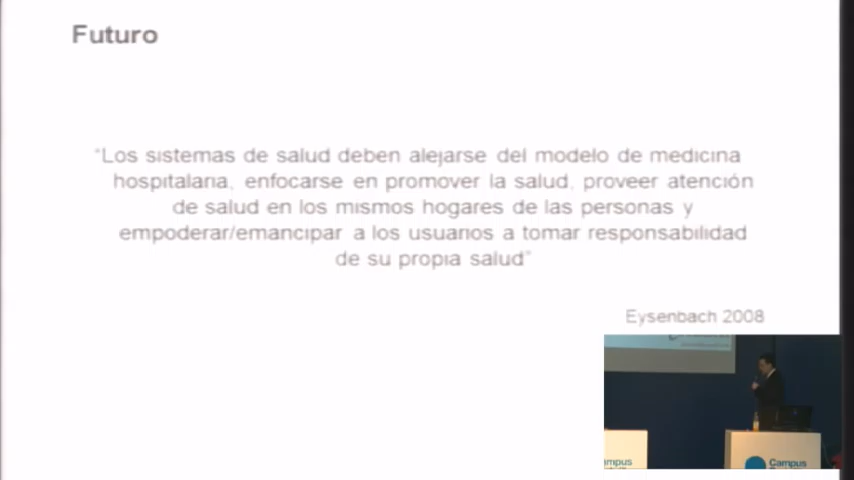 Futuro
"Los sistemas de salud deben alejarse del modelo de medicina
hospitalaria, enfocarse en promover la salud, proveer atención
de salud en los mismos hogares de las personas y
empoderar/emancipar a los usuarios a tomar responsabilidad
de su propia salud"
Eysenbach 2008
Campus